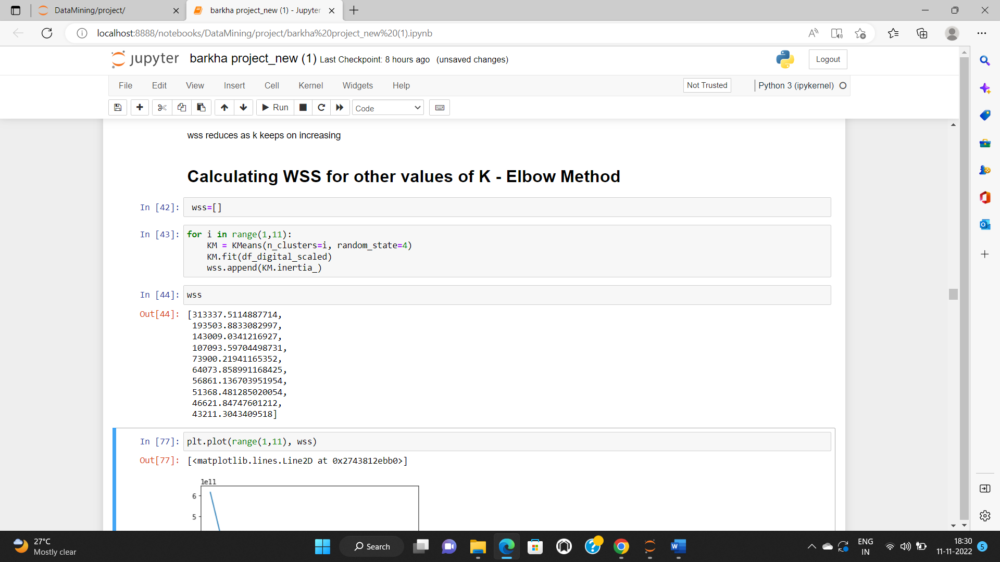 DataMining/project/
barkha project_new (1) - Jupyter
localhost:8888/notebooks/DataMining/project/barkha%20project_new%20(1).ipynb
jupyter barkha project_new (1) Last Checkpoint: 8 hours ago (unsaved changes)
Logout
File Edit View Insert Cell Kernel Widgets Help
Not Trusted
Python 3 (ipykernel)
Run
Code
wss reduces as k keeps on increasing
Calculating WSS for other values of K - Elbow Method
In [42]: wss=[]
In [43]: for i in range(1,11):
KM = KMeans(n_clusters=i, random_state=4)
KM.fit(df_digital_scaled)
wss.append(KM.inertia_)
In [44]: wss
Out[44]: [313337.5114887714,
193503.8833082997,
143009.0341216927,
107093.59704498731,
73900.21941165352,
64073.858991168425,
56861.136703951954,
51368.481285020054,
46621.84747601212,
43211.3043409518]
In [77]: plt.plot(range(1,11), wss)
Out[77]: [<matplotlib.lines.Line2D at 0x2743812ebb0>]
1e11
6
5
27°C
Mostly clear
Search
ENG
IN
18:30
11-11-2022
5